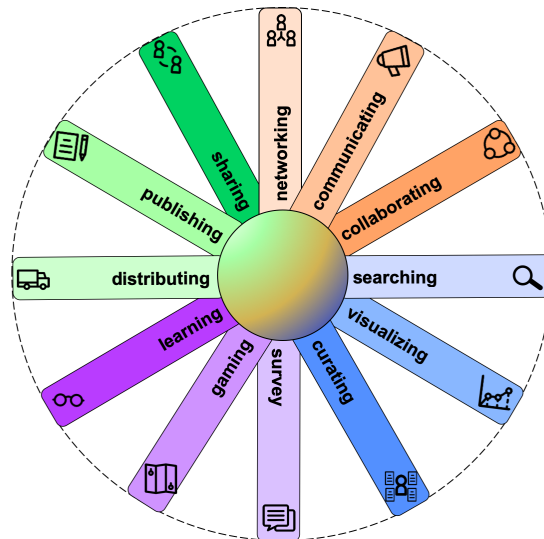 networking
communicating
collaborating
searching
visualizing
curating
survey
gaming
learning
distributing
publishing
sharing